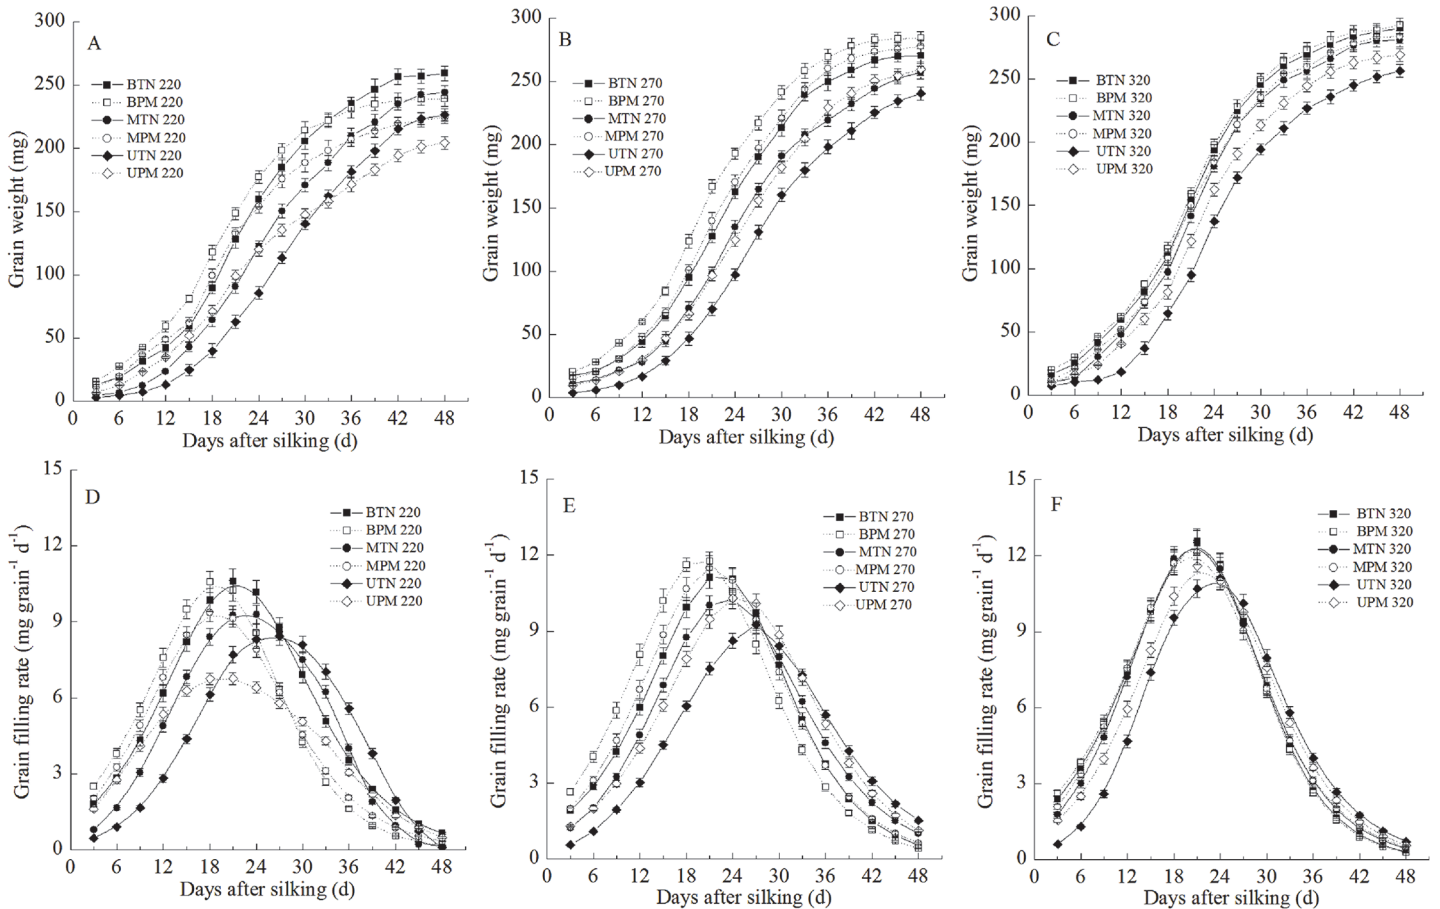 A
Grain weight (mg)
300
250
200
150
100
50
0
BTN 220
BPM 220
MTN 220
MPM 220
UTN 220
UPM 220
0 6 12 18 24 30 36 42 48
Days after silking (d)
B
Grain weight (mg)
300
250
200
150
100
50
0
BTN 270
BPM 270
MTN 270
MPM 270
UTN 270
UPM 270
0 6 12 18 24 30 36 42 48
Days after silking (d)
C
Grain weight (mg)
300
250
200
150
100
50
0
BTN 320
BPM 320
MTN 320
MPM 320
UTN 320
UPM 320
0 6 12 18 24 30 36 42 48
Days after silking (d)
D
Grain filling rate (mg grain⁻¹ d⁻¹)
15
12
9
6
3
0
BTN 220
BPM 220
MTN 220
MPM 220
UTN 220
UPM 220
0 6 12 18 24 30 36 42 48
Days after silking (d)
E
Grain filling rate (mg grain⁻¹ d⁻¹)
15
12
9
6
3
0
BTN 270
BPM 270
MTN 270
MPM 270
UTN 270
UPM 270
0 6 12 18 24 30 36 42 48
Days after silking (d)
F
Grain filling rate (mg grain⁻¹ d⁻¹)
15
12
9
6
3
0
BTN 320
BPM 320
MTN 320
MPM 320
UTN 320
UPM 320
0 6 12 18 24 30 36 42 48
Days after silking (d)